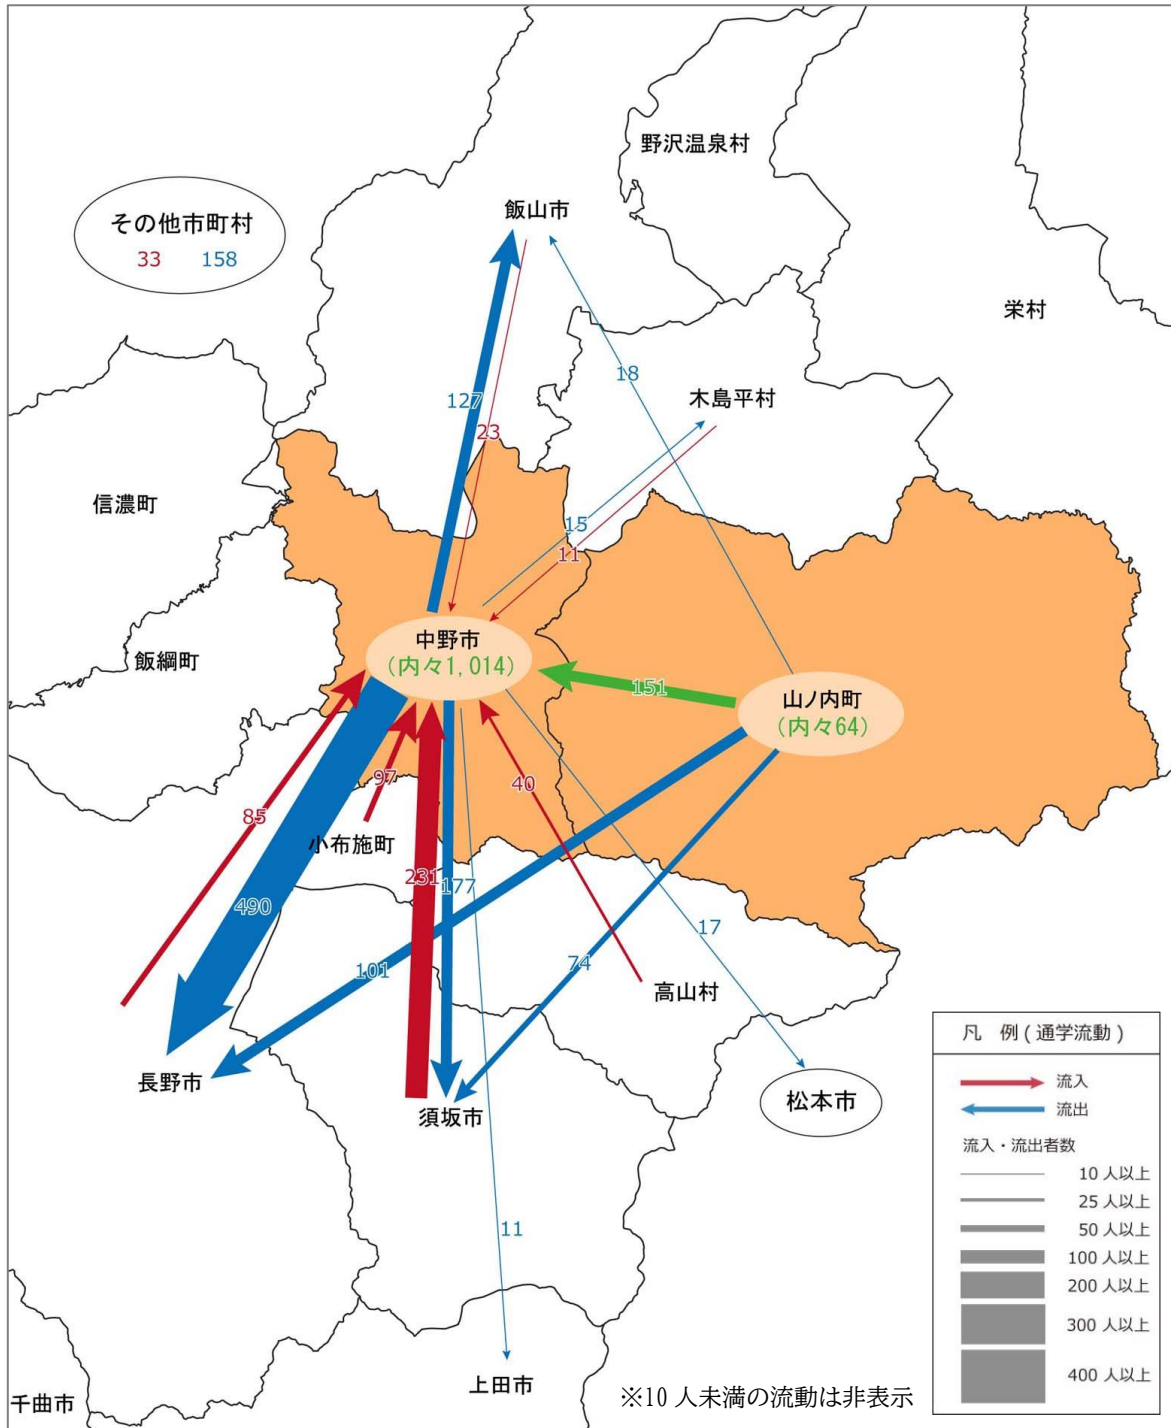 野沢温泉村
その他市町村
33 158
飯山市
栄村
18
木島平村
127
23
信濃町
15
11
中野市
(内々1,014)
飯綱町
151
山ノ内町
(内々64)
97
40
85
小布施町
231
177
490
17
101
74
高山村
長野市
須坂市
松本市
11
上田市
千曲市
※10 人未満の流動は非表示
凡 例 ( 通学流動 )
流入
流出
流入・流出者数
10 人以上
25 人以上
50 人以上
100 人以上
200 人以上
300 人以上
400 人以上